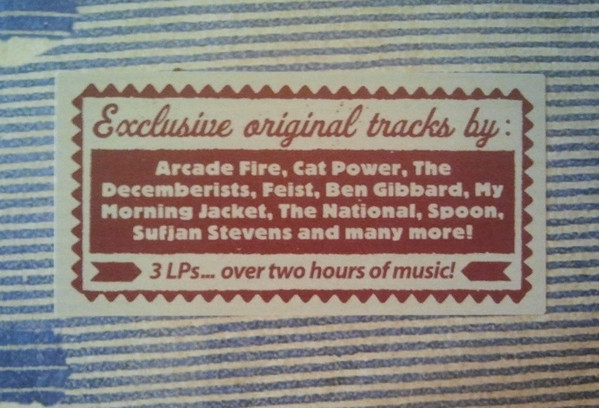 Exclusive original tracks by:
Arcade Fire, Cat Power, The
Decemberists, Feist, Ben Gibbard, My
Morning Jacket, The National, Spoon,
Sufjan Stevens and many more!
3 LPs... over two hours of music!